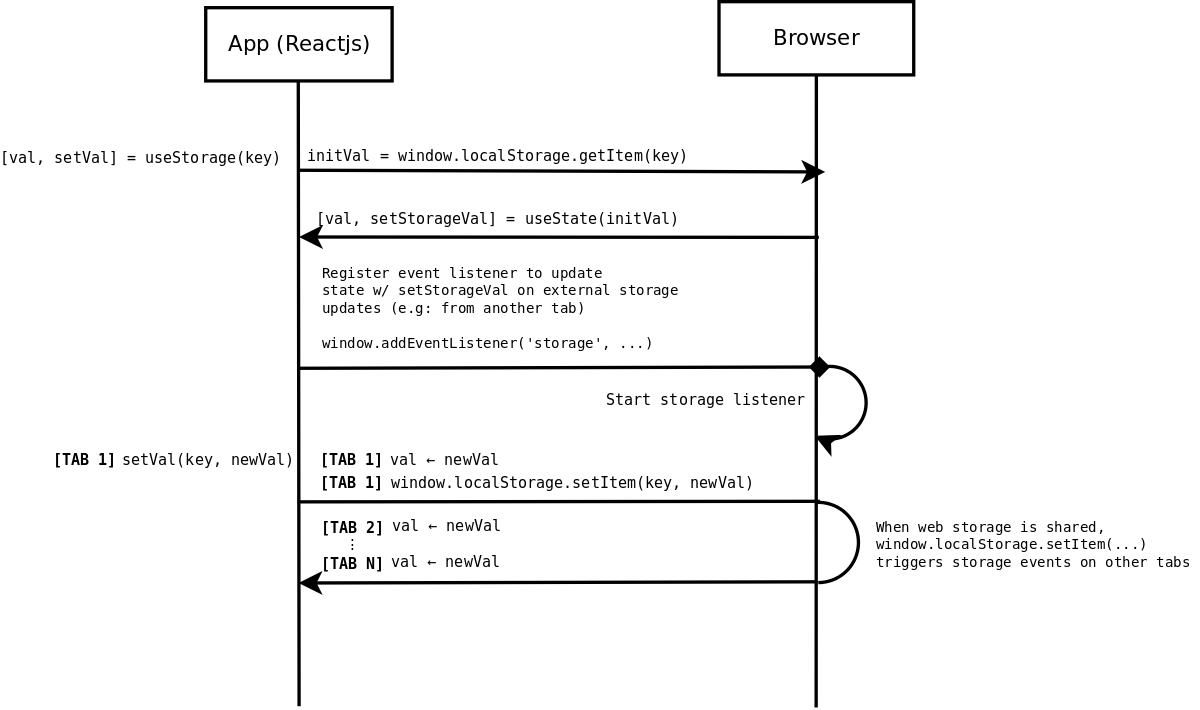 App (Reactjs)
Browser
[val, setVal] = useStorage(key)
initVal = window.localStorage.getItem(key)
[val, setStorageVal] = useState(initVal)
Register event listener to update
state w/ setStorageVal on external storage
updates (e.g: from another tab)
window.addEventListener('storage', ...)
Start storage listener
[TAB 1] setVal(key, newVal)
[TAB 1] val ← newVal
[TAB 1] window.localStorage.setItem(key, newVal)
[TAB 2] val ← newVal
⋮
[TAB N] val ← newVal
When web storage is shared,
window.localStorage.setItem(...)
triggers storage events on other tabs